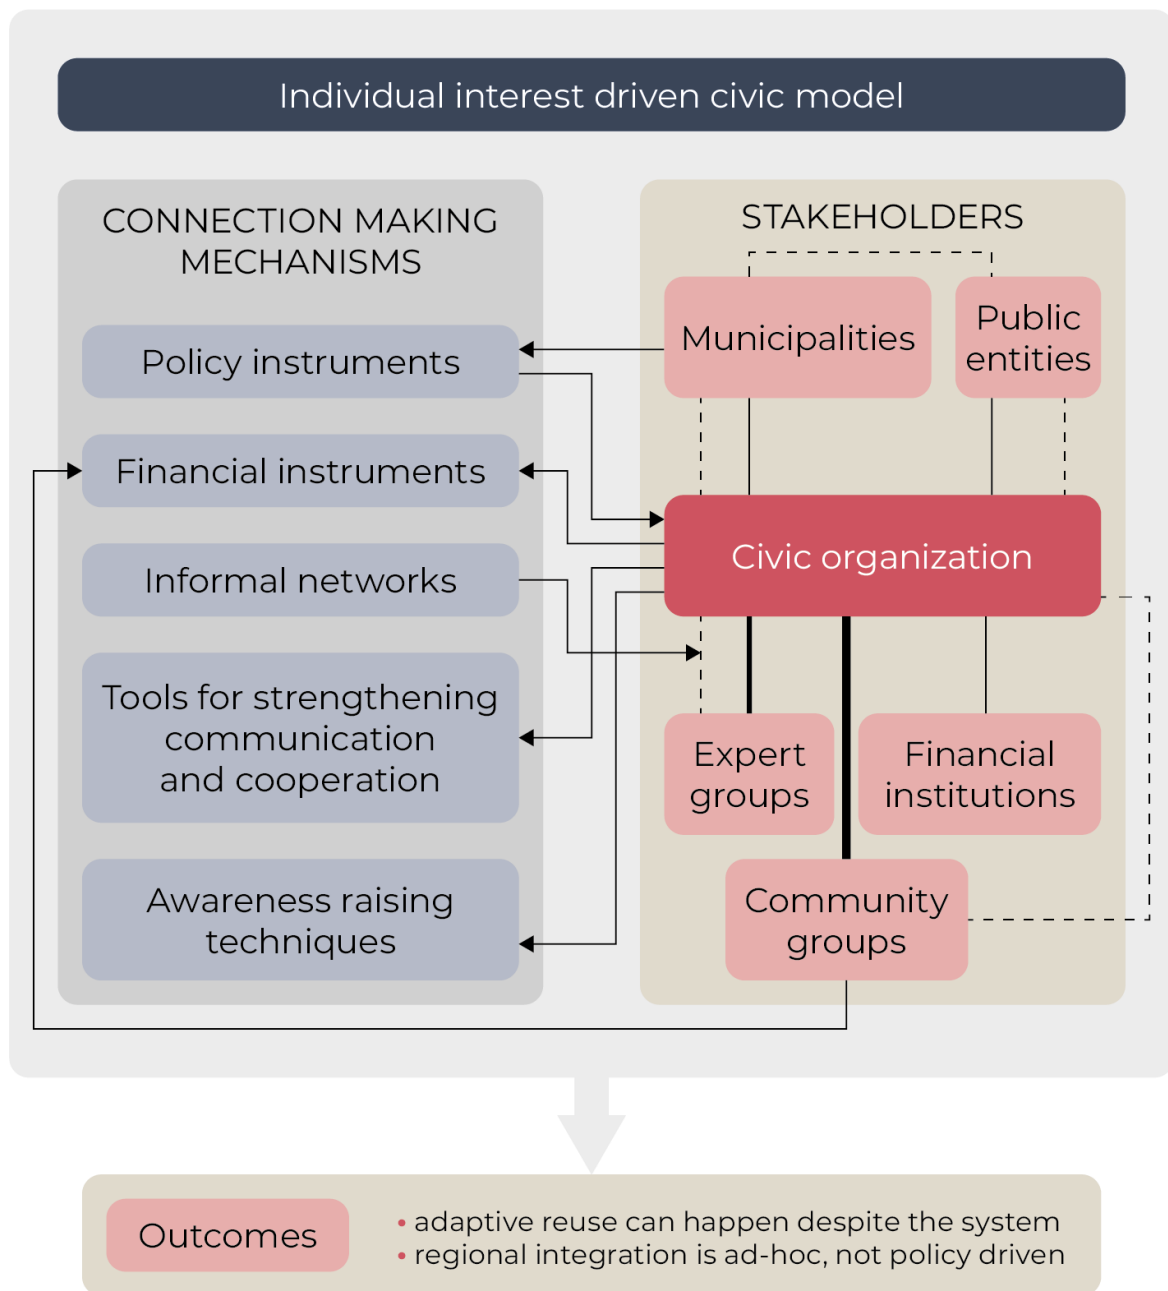 Individual interest driven civic model
CONNECTION MAKING
MECHANISMS
Policy instruments
Financial instruments
Informal networks
Tools for strengthening
communication
and cooperation
Awareness raising
techniques
STAKEHOLDERS
Municipalities
Public
entities
Civic organization
Expert
groups
Financial
institutions
Community
groups
Outcomes
• adaptive reuse can happen despite the system
• regional integration is ad-hoc, not policy driven